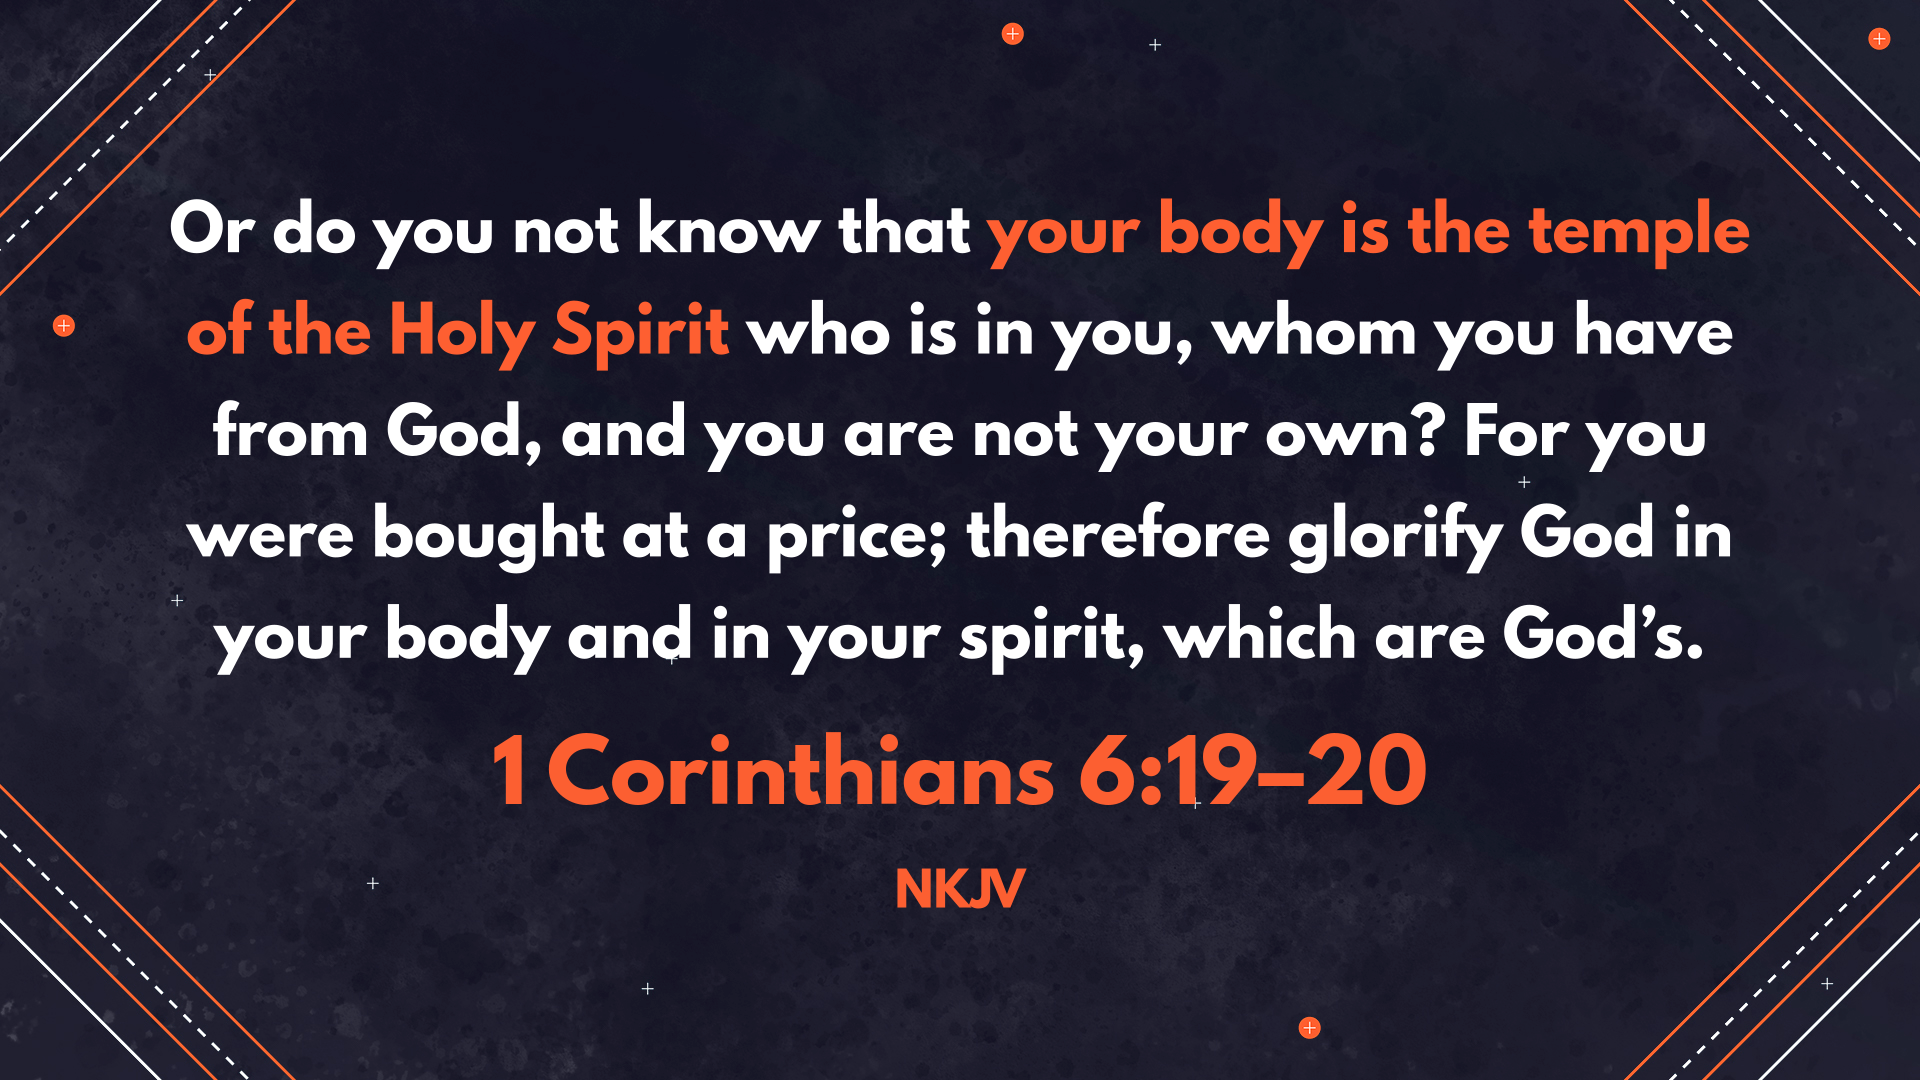 Or do you not know that your body is the temple
of the Holy Spirit who is in you, whom you have
from God, and you are not your own? For you
were bought at a price; therefore glorify God in
your body and in your spirit, which are God’s.
1 Corinthians 6:19–20
NKJV